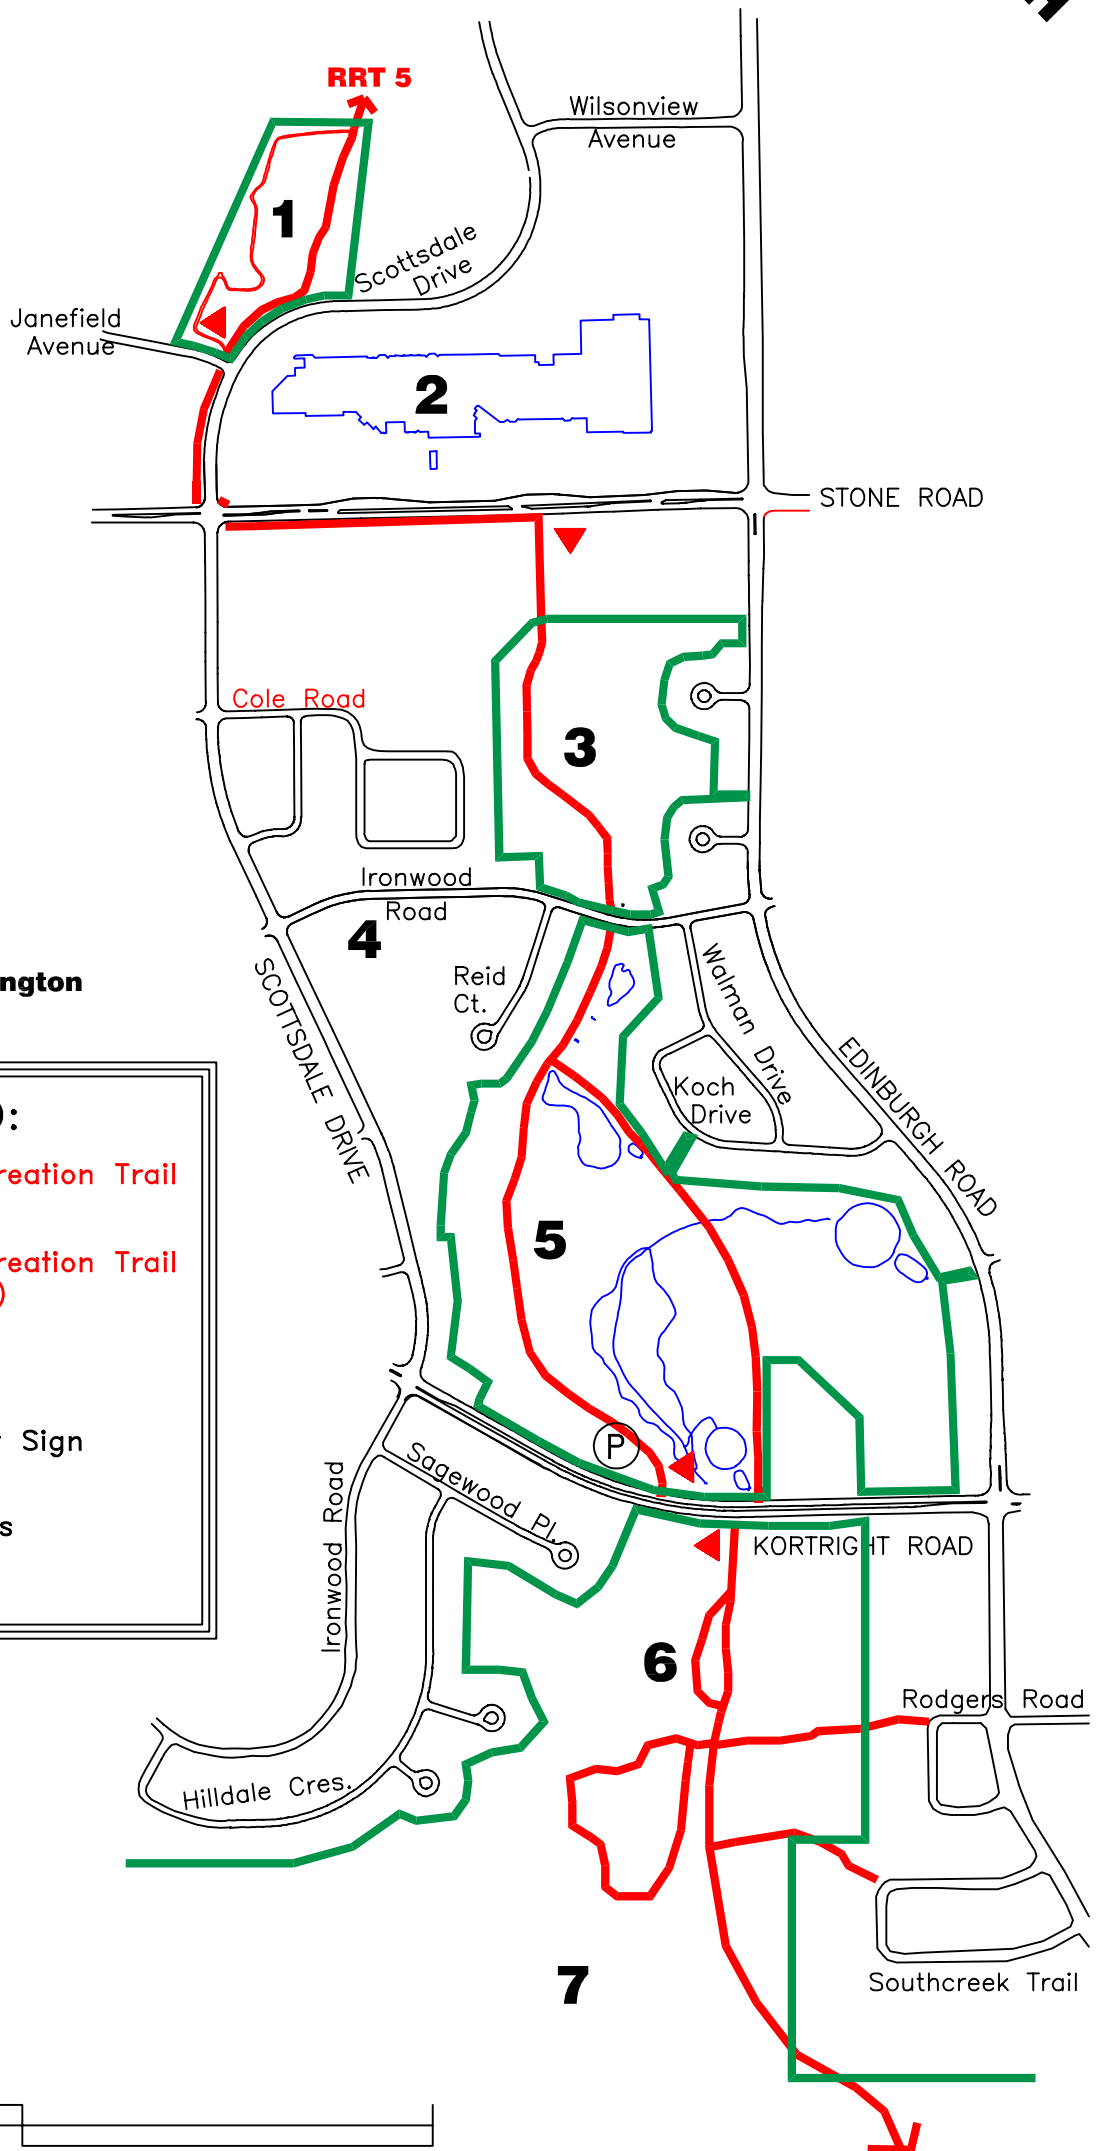 RRT 5
Wilsonview
Avenue
1
Scottsdale
Drive
Janefield
Avenue
2
STONE ROAD
Cole Road
3
Ironwood
Road
4
Reid
Ct.
Walman Drive
ngton
SCOTTSDALE DRIVE
EDINBURGH ROAD
Koch
Drive
:
reation Trail
5
reation Trail
)
P
Sign
Sagewood Pl.
s
Ironwood Road
KORTRIGHT ROAD
6
Rodgers Road
Hilldale Cres.
7
Southcreek Trail